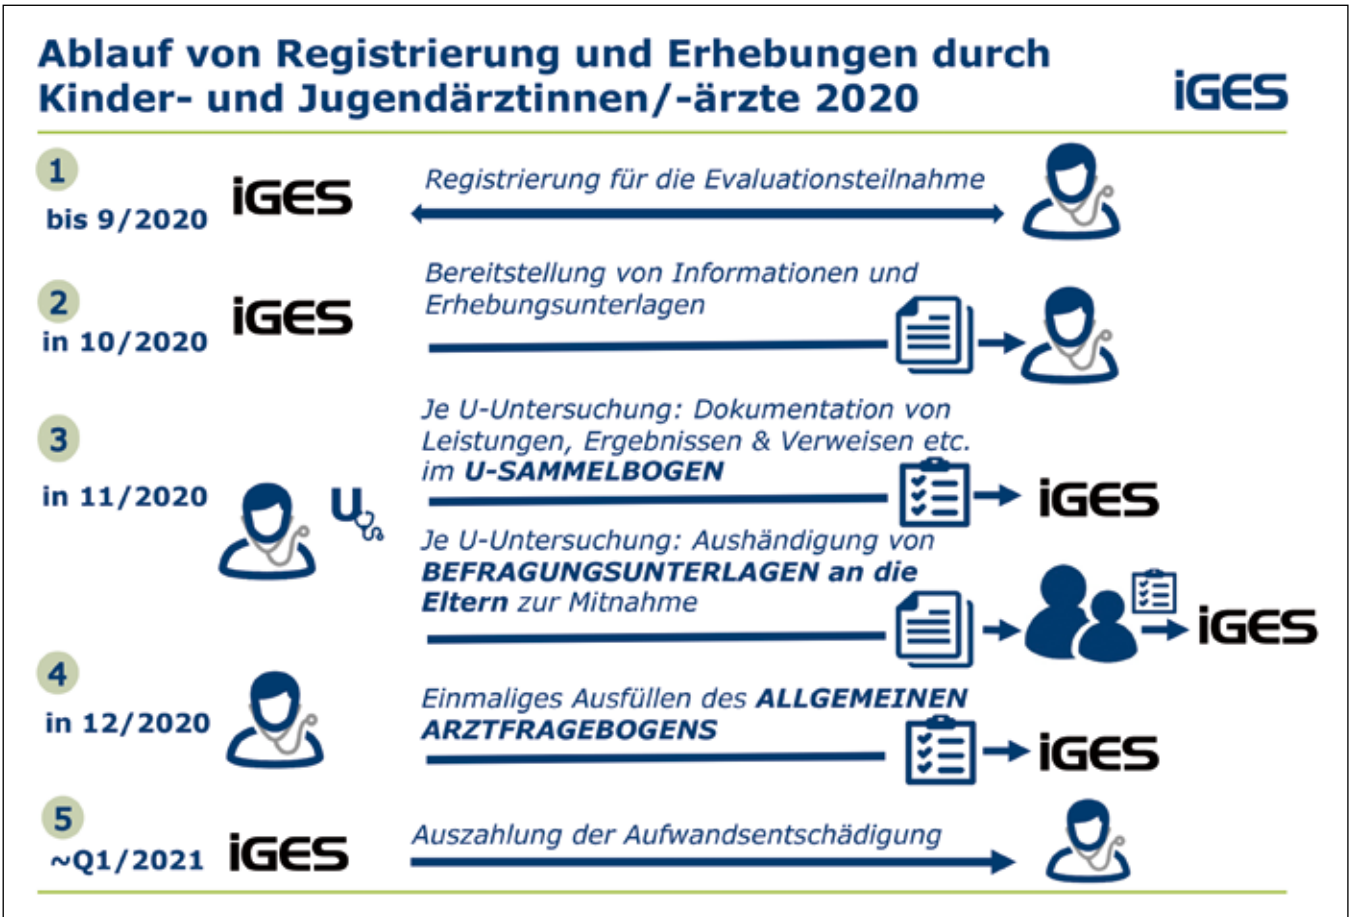 Ablauf von Registrierung und Erhebungen durch
Kinder- und Jugendärztinnen/-ärzte 2020
iGES
1
bis 9/2020
iGES
Registrierung für die Evaluationsteilnahme
2
in 10/2020
iGES
Bereitstellung von Informationen und
Erhebungsunterlagen
3
in 11/2020
U
Je U-Untersuchung: Dokumentation von
Leistungen, Ergebnissen & Verweisen etc.
im U-SAMMELBOGEN
iGES
Je U-Untersuchung: Aushändigung von
BEFRAGUNGSUNTERLAGEN an die
Eltern zur Mitnahme
iGES
4
in 12/2020
Einmaliges Ausfüllen des ALLGEMEINEN
ARZTFRAGEBOGENS
iGES
5
~Q1/2021
iGES
Auszahlung der Aufwandsentschädigung